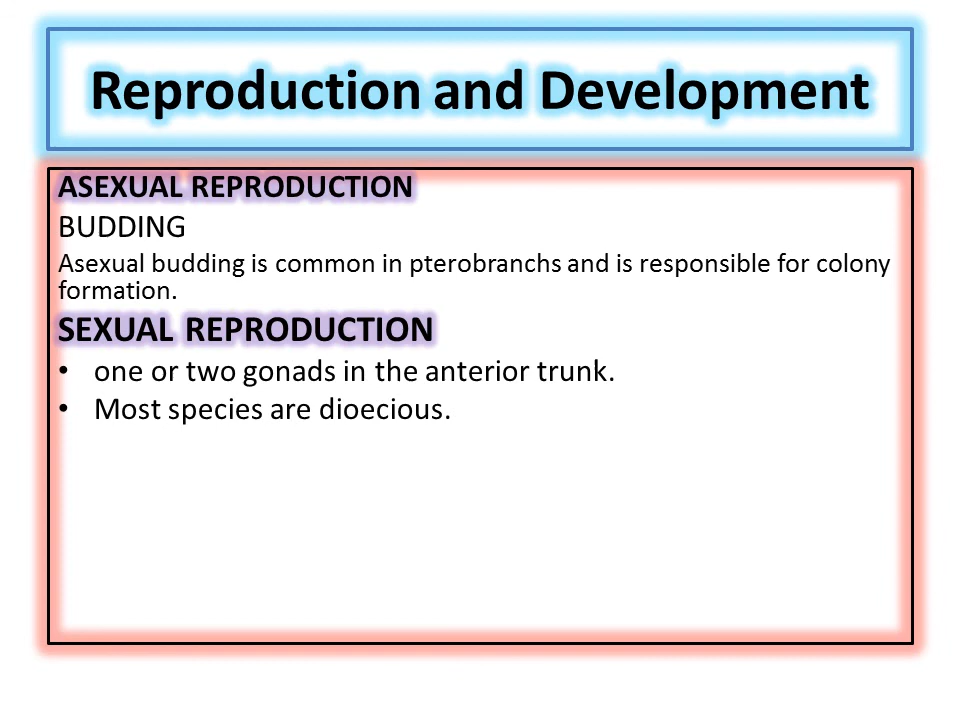 Reproduction and Development
ASEXUAL REPRODUCTION
BUDDING
Asexual budding is common in pterobranchs and is responsible for colony
formation.
SEXUAL REPRODUCTION
• one or two gonads in the anterior trunk.
• Most species are dioecious.